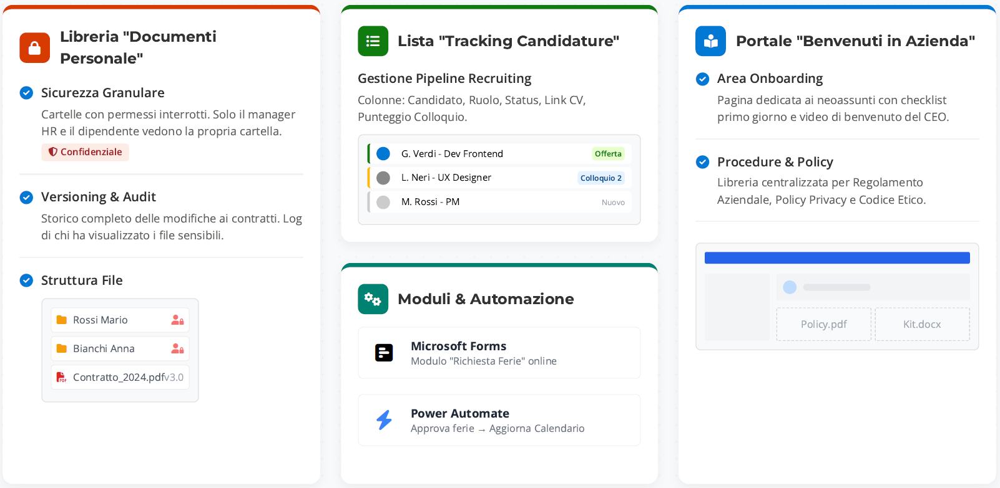 Libreria "Documenti
Personale"
Sicurezza Granulare
Cartelle con permessi interrotti. Solo il manager
HR e il dipendente vedono la propria cartella.
Confidenziale
Versioning & Audit
Storico completo delle modifiche ai contratti. Log
di chi ha visualizzato i file sensibili.
Struttura File
Rossi Mario
Bianchi Anna
PDF Contratto_2024.pdf v3.0
Lista "Tracking Candidature"
Gestione Pipeline Recruiting
Colonne: Candidato, Ruolo, Status, Link CV,
Punteggio Colloquio.
G. Verdi - Dev Frontend Offerta
L. Neri - UX Designer Colloquio 2
M. Rossi - PM Nuovo
Moduli & Automazione
Microsoft Forms
Modulo "Richiesta Ferie" online
Power Automate
Approva ferie → Aggiorna Calendario
Portale "Benvenuti in Azienda"
Area Onboarding
Pagina dedicata ai neoassunti con checklist
primo giorno e video di benvenuto del CEO.
Procedure & Policy
Libreria centralizzata per Regolamento
Aziendale, Policy Privacy e Codice Etico.
Policy.pdf Kit.docx